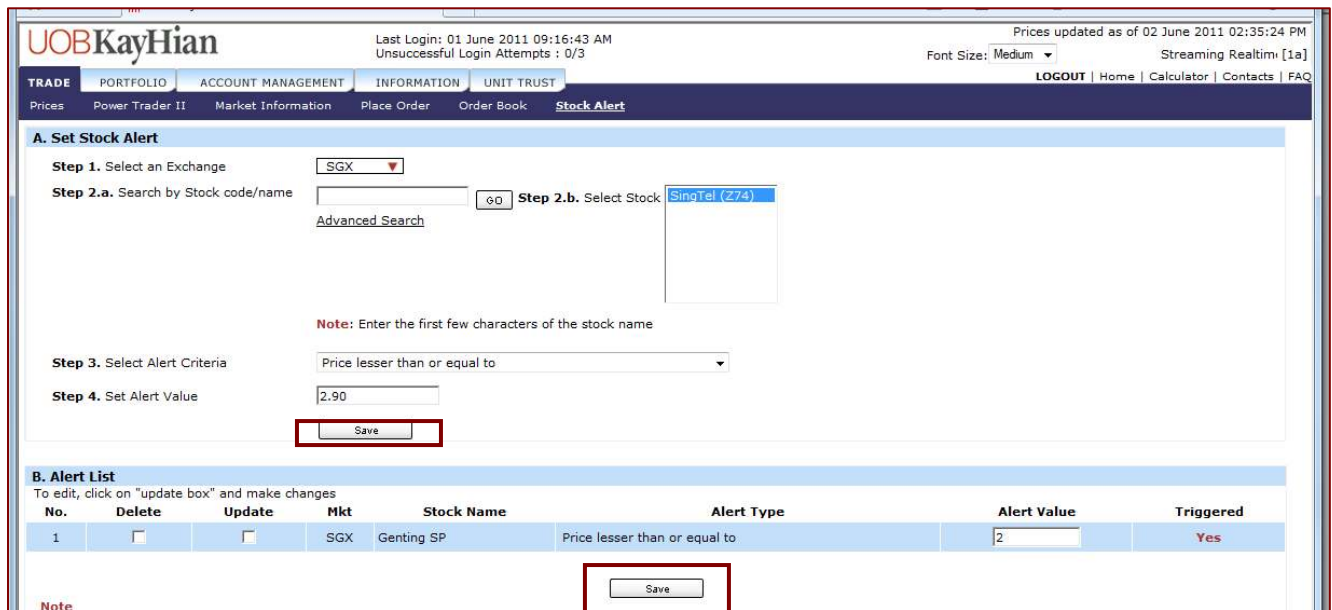 UOBKayHian
Last Login: 01 June 2011 09:16:43 AM
Unsuccessful Login Attempts : 0/3
Prices updated as of 02 June 2011 02:35:24 PM
Font Size: Medium Streaming Realtim [1a]
LOGOUT | Home | Calculator | Contacts | FAQ
TRADE PORTFOLIO ACCOUNT MANAGEMENT INFORMATION UNIT TRUST
Prices Power Trader II Market Information Place Order Order Book Stock Alert
A. Set Stock Alert
Step 1. Select an Exchange SGX
Step 2.a. Search by Stock code/name GO Step 2.b. Select Stock SingTel (Z74)
Advanced Search
Note: Enter the first few characters of the stock name
Step 3. Select Alert Criteria Price lesser than or equal to
Step 4. Set Alert Value 2.90
Save
B. Alert List
To edit, click on "update box" and make changes
No. Delete Update Mkt Stock Name Alert Type Alert Value Triggered
1 SGX Genting SP Price lesser than or equal to 2 Yes
Save
Note